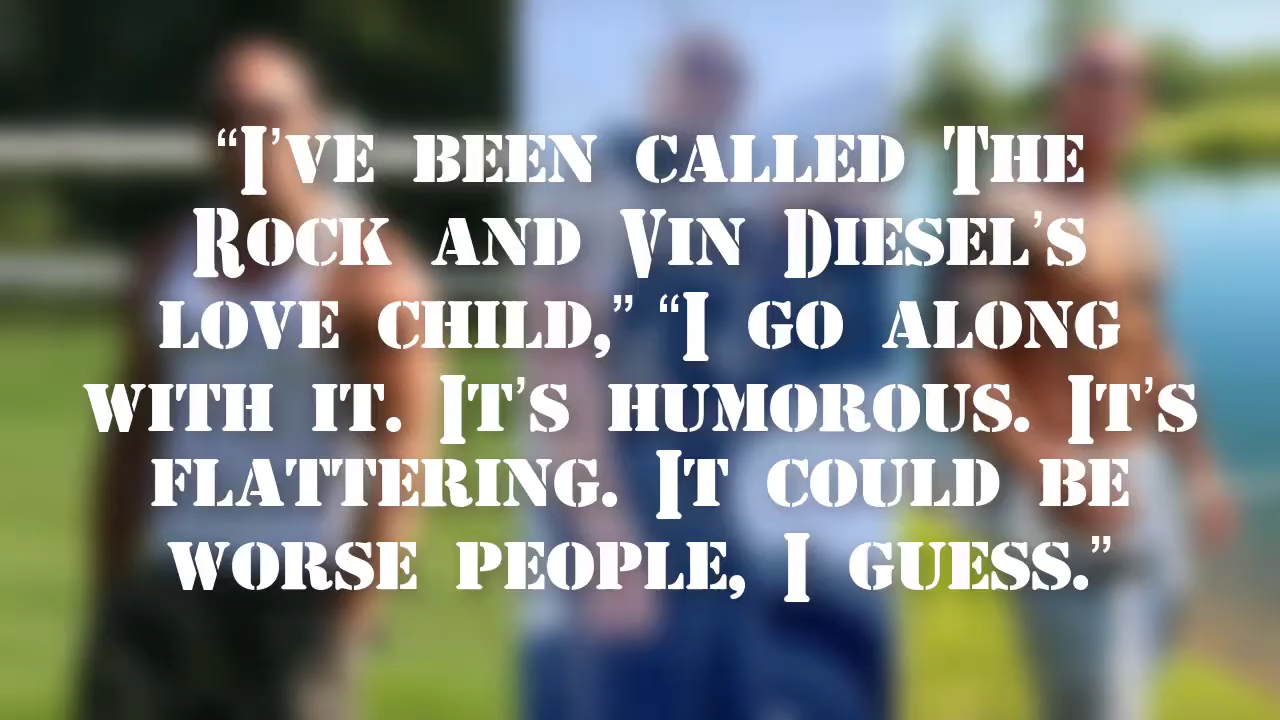 “I’ve been called The
Rock and Vin Diesel’s
love child,” “I go along
with it. It’s humorous. It’s
flattering. It could be
worse people, I guess.”